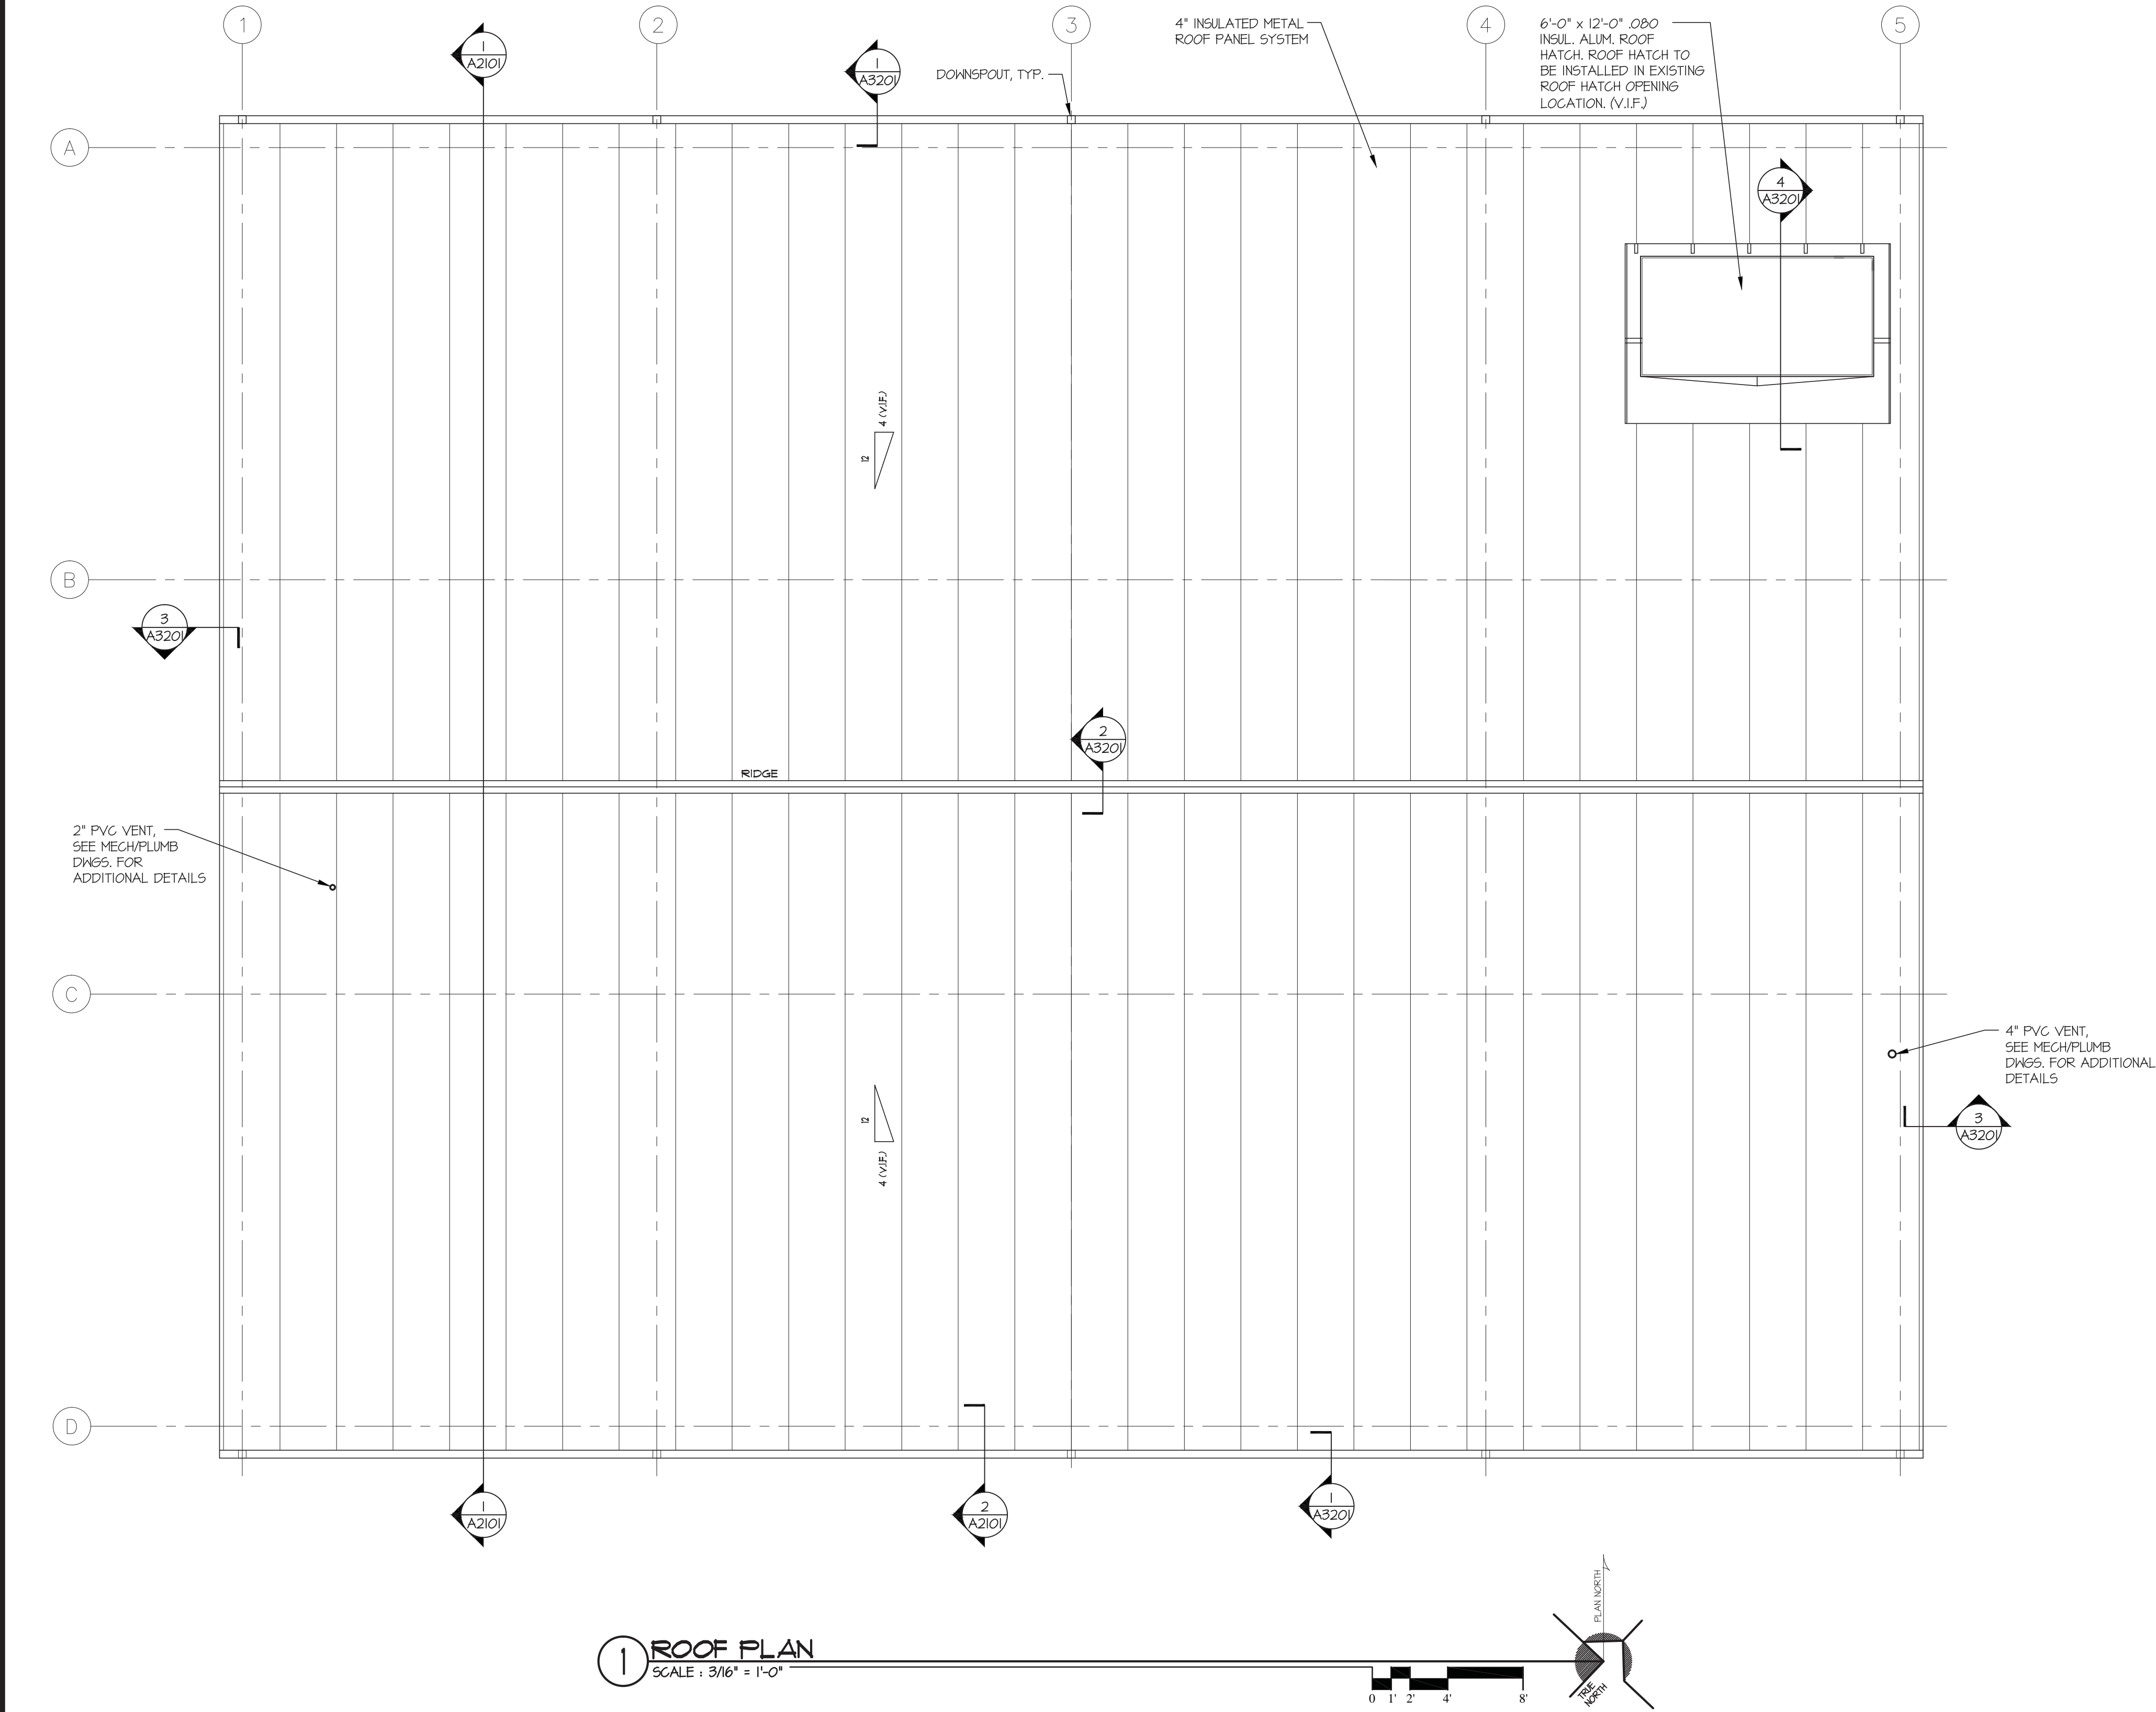 1
2
3
4
5
1
A2101
1
A3201
DOWNSPOUT, TYP.
4" INSULATED METAL
ROOF PANEL SYSTEM
6'-0" x 12'-0" .080
INSUL. ALUM. ROOF
HATCH. ROOF HATCH TO
BE INSTALLED IN EXISTING
ROOF HATCH OPENING
LOCATION. (V.I.F.)
A
4
A3201
4 (V.I.F.)
12
B
3
A3201
2
A3201
RIDGE
2" PVC VENT,
SEE MECH/PLUMB
DWGS. FOR
ADDITIONAL DETAILS
C
4" PVC VENT,
SEE MECH/PLUMB
DWGS. FOR ADDITIONAL
DETAILS
12
4 (V.I.F.)
3
A3201
D
1
A2101
2
A2101
1
A3201
PLAN NORTH
TRUE
NORTH
1
ROOF PLAN
SCALE : 3/16" = 1'-0"
0 1' 2' 4' 8'